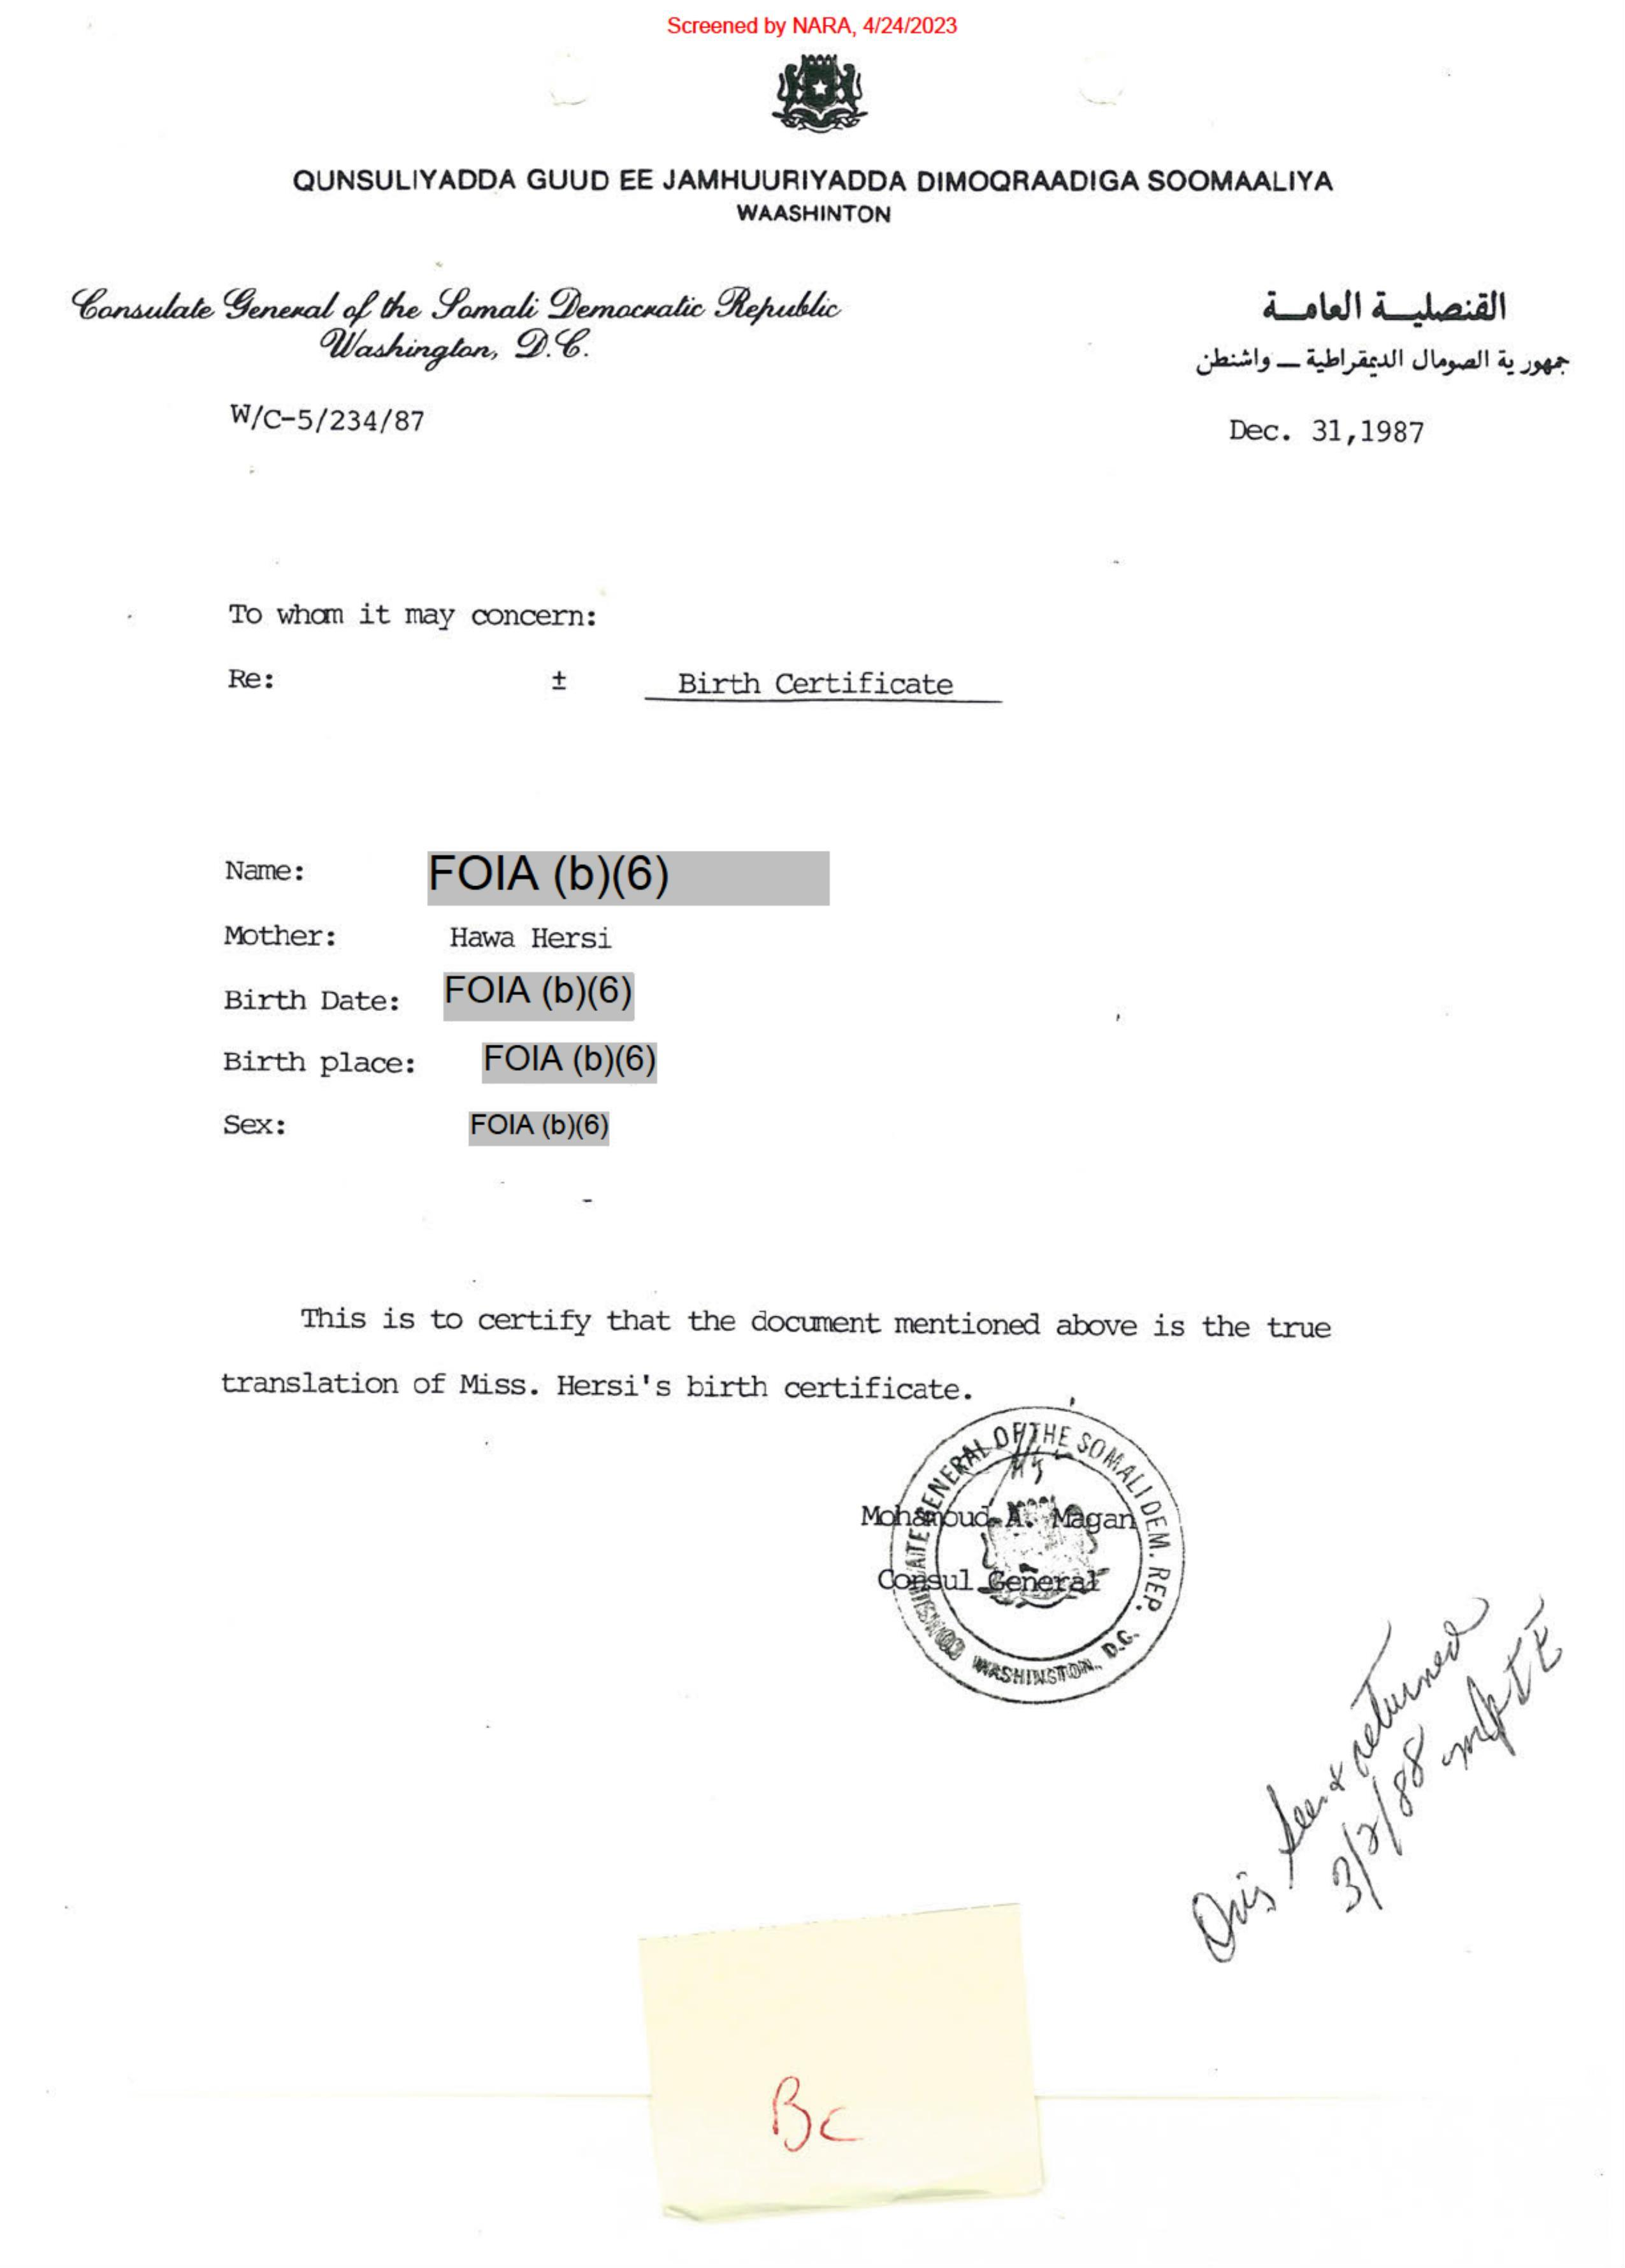 Screened by NARA, 4/24/2023
QUNSULIYADDA GUUD EE JAMHUURIYADDA DIMOQRAADIGA SOOMAALIYA
WAASHINTON
Consulate General of the Somali Democratic Republic
Washington, D.C.
القنصلية العامة
جمهورية الصومال الديمقراطية – واشنطن
W/C-5/234/87
Dec. 31,1987
To whom it may concern:
Re: ± Birth Certificate
Name: FOIA (b)(6)
Mother: Hawa Hersi
Birth Date: FOIA (b)(6)
Birth place: FOIA (b)(6)
Sex: FOIA (b)(6)
This is to certify that the document mentioned above is the true
translation of Miss. Hersi's birth certificate.
CONSULATE GENERAL OF THE SOMALI DEM. REP.
WASHINGTON, D.C.
Mohamoud A. Magan
Consul General
Orig seen & returned
3/2/88
Bc